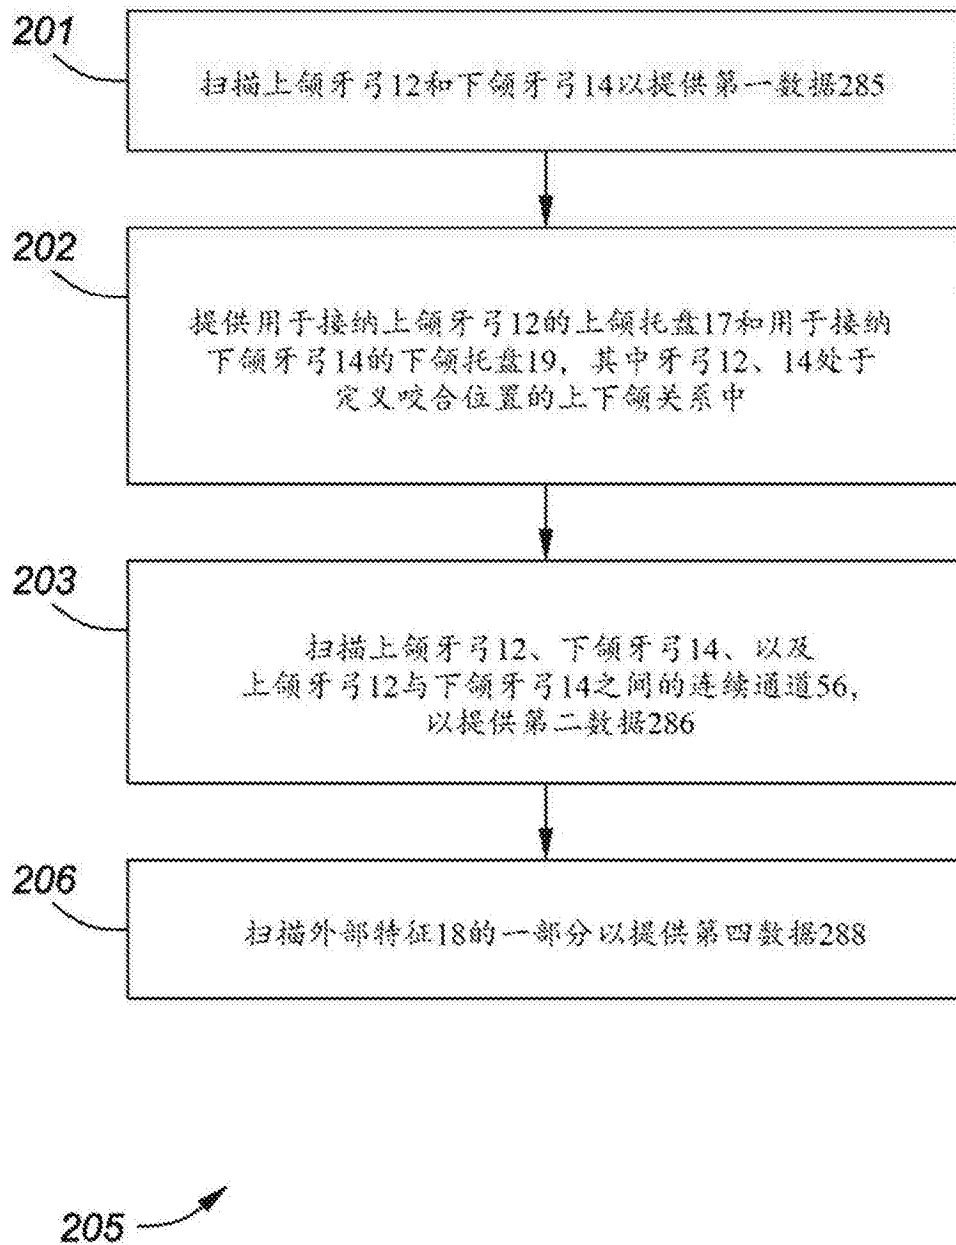 201
扫描上颌牙弓12和下颌牙弓14以提供第一数据285
202
提供用于接纳上颌牙弓12的上颌托盘17和用于接纳
下颌牙弓14的下颌托盘19，其中牙弓12、14处于
定义咬合位置的上下颌关系中
203
扫描上颌牙弓12、下颌牙弓14、以及
上颌牙弓12与下颌牙弓14之间的连续通道56，
以提供第二数据286
206
扫描外部特征18的一部分以提供第四数据288
205